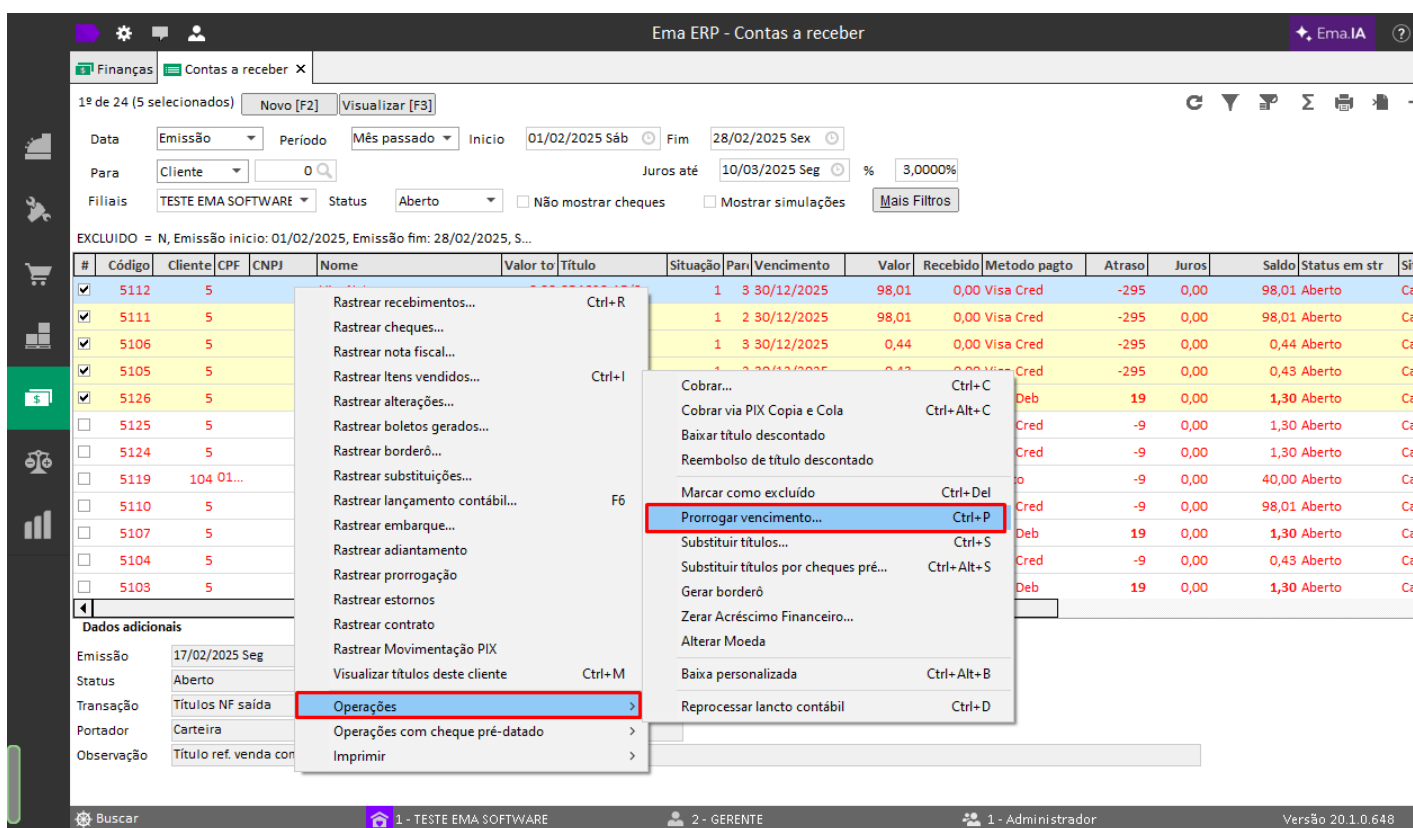 Ema ERP - Contas a receber
Ema.IA
?
Finanças
Contas a receber X
1º de 24 (5 selecionados) Novo [F2] Visualizar [F3]
Data Emissão Período Mês passado Inicio 01/02/2025 Sáb Fim 28/02/2025 Sex
Para Cliente 0 Juros até 10/03/2025 Seg % 3,0000%
Filiais TESTE EMA SOFTWARE Status Aberto Não mostrar cheques Mostrar simulações Mais Filtros
EXCLUIDO = N, Emissão inicio: 01/02/2025, Emissão fim: 28/02/2025, S...
# Código Cliente CPF CNPJ Nome Valor to Título Situação Parc Vencimento Valor Recebido Metodo pagto Atraso Juros Saldo Status em str Si
5112 5 1 3 30/12/2025 98,01 0,00 Visa Cred -295 0,00 98,01 Aberto Ca
5111 5 1 2 30/12/2025 98,01 0,00 Visa Cred -295 0,00 98,01 Aberto Ca
5106 5 1 3 30/12/2025 0,44 0,00 Visa Cred -295 0,00 0,44 Aberto Ca
5105 5 Cred -295 0,00 0,43 Aberto Ca
5126 5 Deb 19 0,00 1,30 Aberto Ca
5125 5 Cred -9 0,00 1,30 Aberto Ca
5124 5 Cred -9 0,00 1,30 Aberto Ca
5119 104 01... o -9 0,00 40,00 Aberto Ca
5110 5 Cred -9 0,00 98,01 Aberto Ca
5107 5 Deb 19 0,00 1,30 Aberto Ca
5104 5 Cred -9 0,00 0,43 Aberto Ca
5103 5 Deb 19 0,00 1,30 Aberto Ca
Rastrear recebimentos... Ctrl+R
Rastrear cheques...
Rastrear nota fiscal...
Rastrear Itens vendidos... Ctrl+I
Rastrear alterações...
Rastrear boletos gerados...
Rastrear borderô...
Rastrear substituições...
Rastrear lançamento contábil... F6
Rastrear embarque...
Rastrear adiantamento
Rastrear prorrogação
Rastrear estornos
Rastrear contrato
Rastrear Movimentação PIX
Visualizar títulos deste cliente Ctrl+M
Operações
Operações com cheque pré-datado
Imprimir
Cobrar... Ctrl+C
Cobrar via PIX Copia e Cola Ctrl+Alt+C
Baixar título descontado
Reembolso de título descontado
Marcar como excluído Ctrl+Del
Prorrogar vencimento... Ctrl+P
Substituir títulos... Ctrl+S
Substituir títulos por cheques pré... Ctrl+Alt+S
Gerar borderô
Zerar Acréscimo Financeiro...
Alterar Moeda
Baixa personalizada Ctrl+Alt+B
Reprocessar lancto contábil Ctrl+D
Dados adicionais
Emissão 17/02/2025 Seg
Status Aberto
Transação Títulos NF saída
Portador Carteira
Observação Título ref. venda con
Buscar 1 - TESTE EMA SOFTWARE 2 - GERENTE 1 - Administrador Versão 20.1.0.648